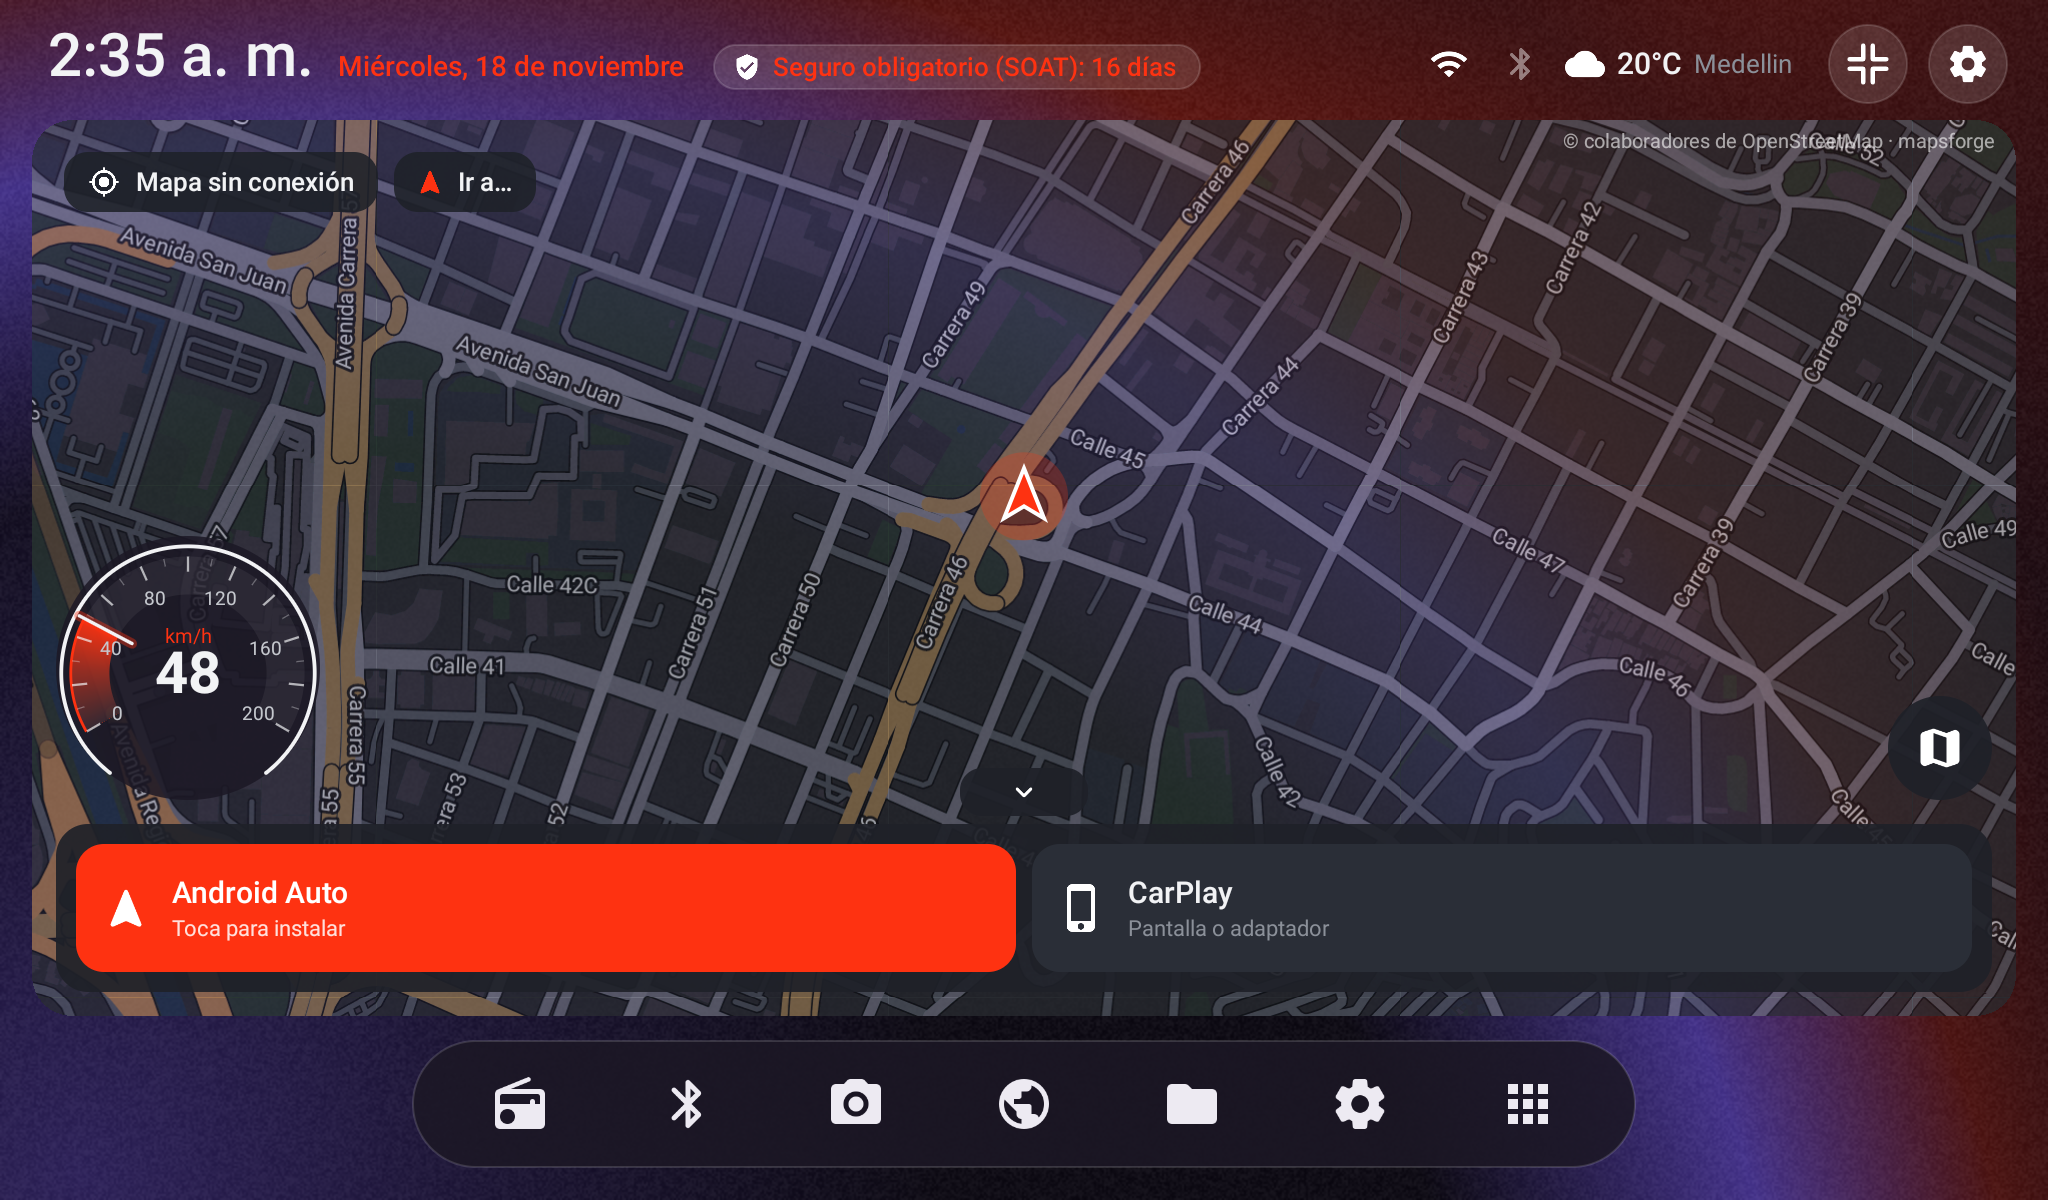 2:35 a. m.
Miércoles, 18 de noviembre
Seguro obligatorio (SOAT): 16 días
20°C Medellin
© colaboradores de OpenStreetMap · mapsforge
Mapa sin conexión
Ir a...
Carrera 46
Carrera 42
Avenida San Juan
Avenida Carrera
Carrera 49
Carrera 43
Carrera 39
Avenida San Juan
Carrera 44
Calle 45
Calle 49
Calle 47
Carrera 39
Calle 42C
Carrera 51
Carrera 50
Carrera 46
Calle 44
Calle 41
Calle 46
Calle
80 120
km/h
40 160
48
0 200
Carrera 55
Calle 42
55
53
52
Android Auto
Toca para instalar
CarPlay
Pantalla o adaptador